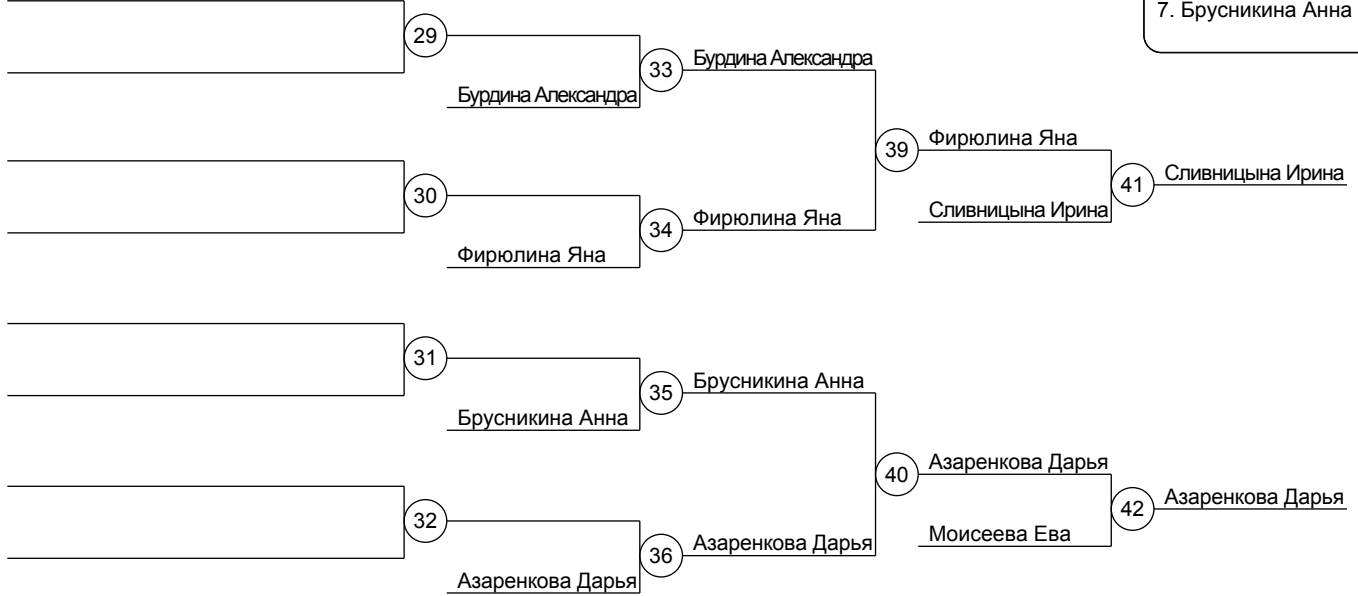 7. Брусникина Анна
29
33
Бурдина Александра
Бурдина Александра
39
Фирюлина Яна
41
Сливницына Ирина
30
34
Фирюлина Яна
Сливницына Ирина
Фирюлина Яна
31
35
Брусникина Анна
Брусникина Анна
40
Азаренкова Дарья
42
Азаренкова Дарья
32
36
Азаренкова Дарья
Моисеева Ева
Азаренкова Дарья